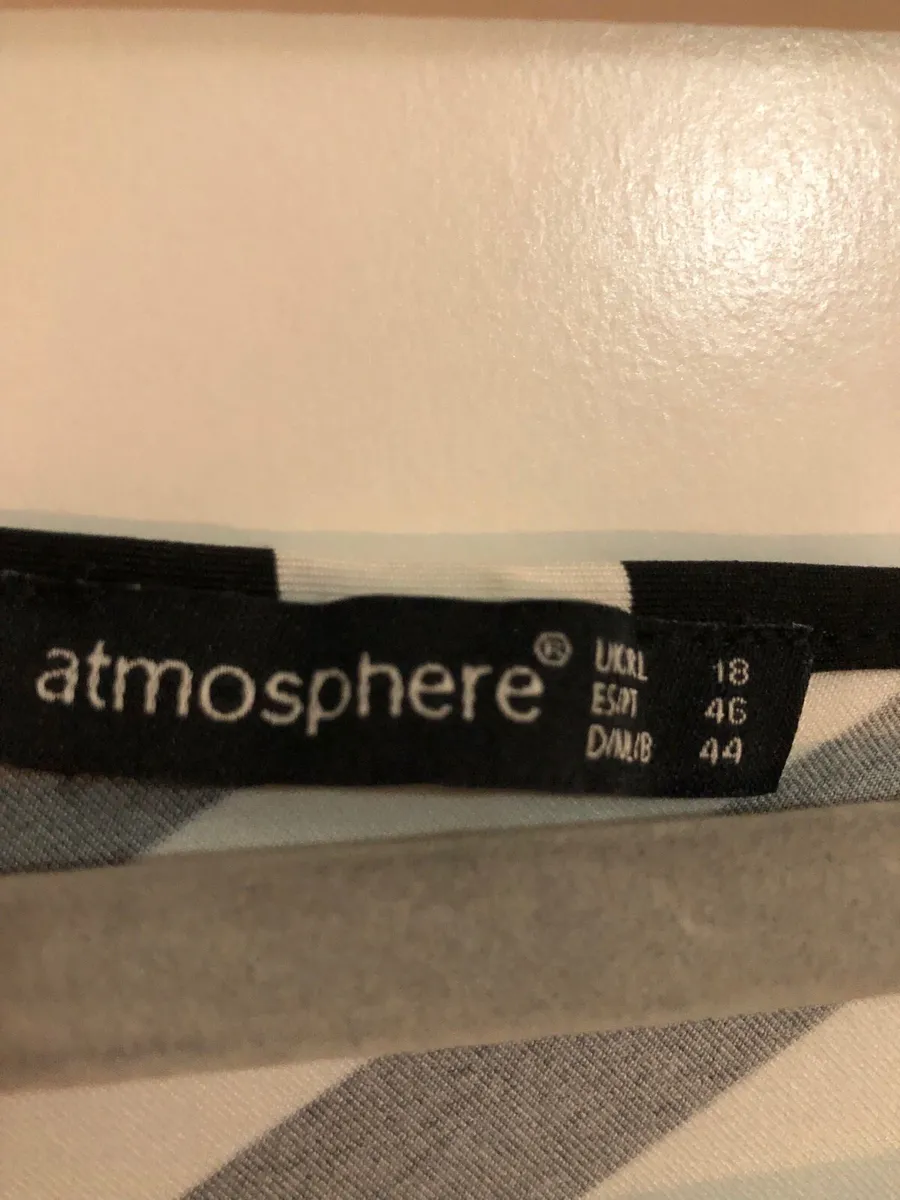 atmosphere®
UK/IRL 18
ES/PT 46
D/NL/B 44